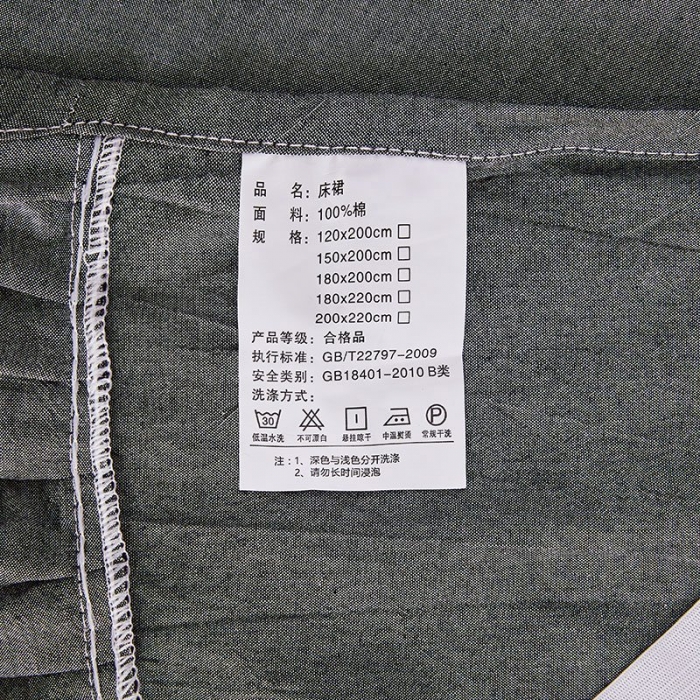 品 名：床裙
面 料：100%棉
规 格：120x200cm
150x200cm
180x200cm
180x220cm
200x220cm
产品等级：合格品
执行标准：GB/T22797-2009
安全类别：GB18401-2010 B类
洗涤方式：
30 P
低温水洗 不可漂白 悬挂晾干 中温熨烫 常规干洗
注：1、深色与浅色分开洗涤
2、请勿长时间浸泡